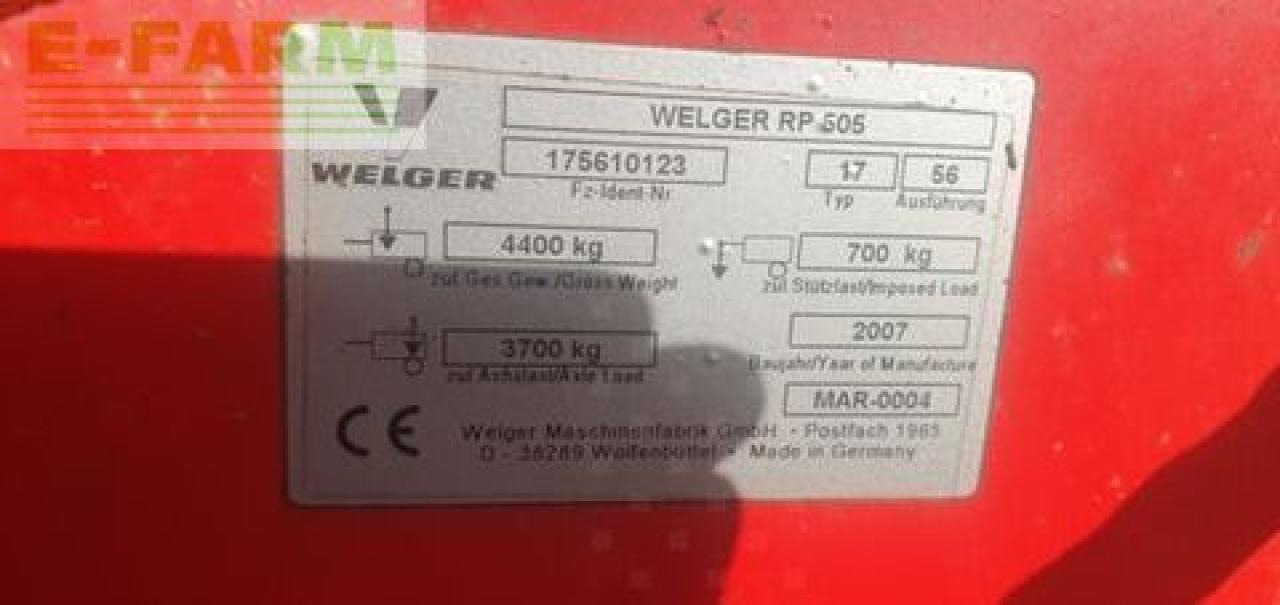 E-FARM
WELGER
WELGER RP 505
175610123
Fz-Ident-Nr
17
Typ
56
Ausführung
4400 kg
zul Ges Gew./Gross Weight
700 kg
zul Stützlast/Imposed Load
3700 kg
zul Achslast/Axle Load
2007
Baujahr/Year of Manufacture
MAR-0004
CE
Welger Maschinenfabrik GmbH • Postfach 1965
D - 38289 Wolfenbüttel • Made in Germany